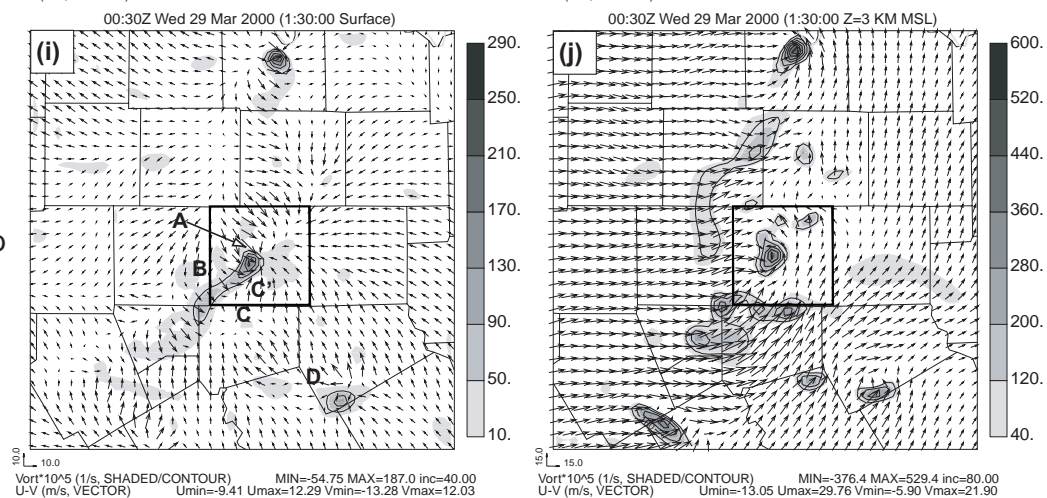 00:30Z Wed 29 Mar 2000 (1:30:00 Surface)
(i)
290.
250.
210.
170.
130.
90.
50.
10.
A
B
C'
C
D
10.0
10.0
Vort*10^5 (1/s, SHADED/CONTOUR) MIN=-54.75 MAX=187.0 inc=40.00
U-V (m/s, VECTOR) Umin=-9.41 Umax=12.29 Vmin=-13.28 Vmax=12.03
00:30Z Wed 29 Mar 2000 (1:30:00 Z=3 KM MSL)
(j)
600.
520.
440.
360.
280.
200.
120.
40.
15.0
15.0
Vort*10^5 (1/s, SHADED/CONTOUR) MIN=-376.4 MAX=529.4 inc=80.00
U-V (m/s, VECTOR) Umin=-13.05 Umax=29.76 Vmin=-5.90 Vmax=21.90